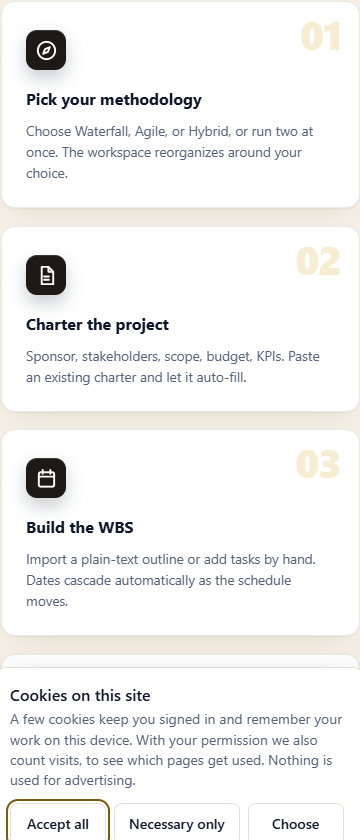 01
Pick your methodology
Choose Waterfall, Agile, or Hybrid, or run two at
once. The workspace reorganizes around your
choice.
02
Charter the project
Sponsor, stakeholders, scope, budget, KPIs. Paste
an existing charter and let it auto-fill.
03
Build the WBS
Import a plain-text outline or add tasks by hand.
Dates cascade automatically as the schedule
moves.
Cookies on this site
A few cookies keep you signed in and remember your
work on this device. With your permission we also
count visits, to see which pages get used. Nothing is
used for advertising.
Accept all
Necessary only
Choose